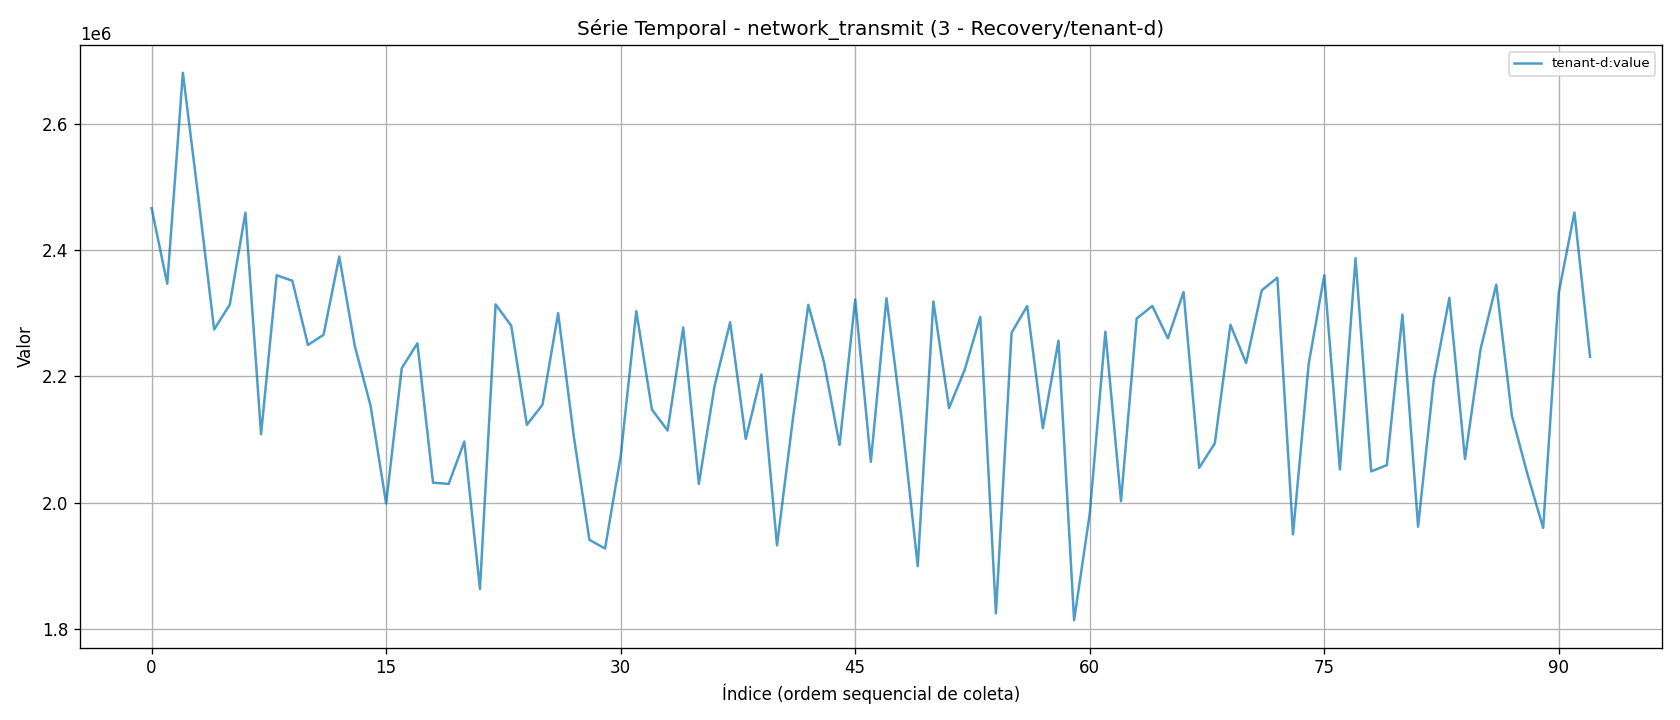 Série Temporal - network_transmit (3 - Recovery/tenant-d)
1e6
tenant-d:value
2.6
2.4
2.2
2.0
1.8
Valor
0 15 30 45 60 75 90
Índice (ordem sequencial de coleta)